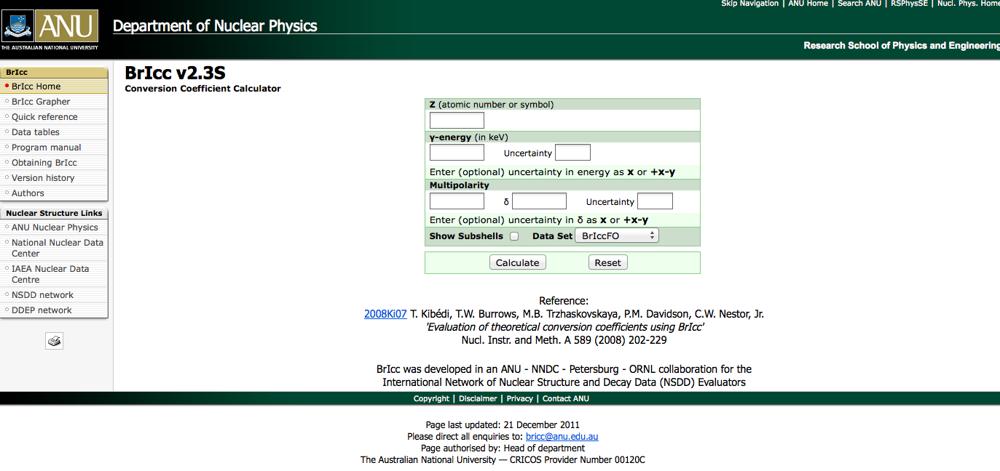 Skip Navigation | ANU Home | Search ANU | RSPhysSE | Nucl. Phys. Home
ANU
THE AUSTRALIAN NATIONAL UNIVERSITY
Department of Nuclear Physics
Research School of Physics and Engineering
BrIcc
BrIcc Home
BrIcc Grapher
Quick reference
Data tables
Program manual
Obtaining BrIcc
Version history
Authors
Nuclear Structure Links
ANU Nuclear Physics
National Nuclear Data
Center
IAEA Nuclear Data
Centre
NSDD network
DDEP network
BrIcc v2.3S
Conversion Coefficient Calculator
Z (atomic number or symbol)
γ-energy (in keV)
Uncertainty
Enter (optional) uncertainty in energy as x or +x-y
Multipolarity
δ Uncertainty
Enter (optional) uncertainty in δ as x or +x-y
Show Subshells Data Set BrIccFO
Calculate Reset
Reference:
2008Ki07 T. Kibédi, T.W. Burrows, M.B. Trzhaskovskaya, P.M. Davidson, C.W. Nestor, Jr.
'Evaluation of theoretical conversion coefficients using BrIcc'
Nucl. Instr. and Meth. A 589 (2008) 202-229
BrIcc was developed in an ANU - NNDC - Petersburg - ORNL collaboration for the
International Network of Nuclear Structure and Decay Data (NSDD) Evaluators
Copyright | Disclaimer | Privacy | Contact ANU
Page last updated: 21 December 2011
Please direct all enquiries to: bricc@anu.edu.au
Page authorised by: Head of department
The Australian National University — CRICOS Provider Number 00120C